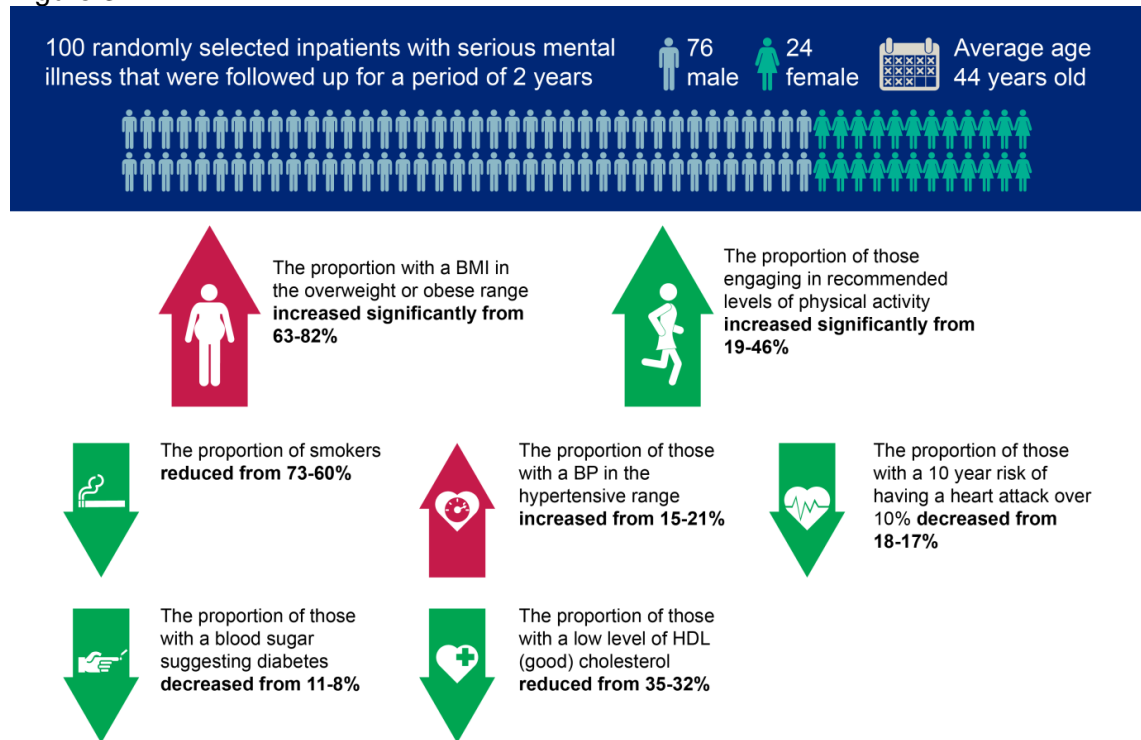 100 randomly selected inpatients with serious mental
illness that were followed up for a period of 2 years
76
male
24
female
Average age
44 years old
The proportion with a BMI in
the overweight or obese range
increased significantly from
63-82%
The proportion of those
engaging in recommended
levels of physical activity
increased significantly from
19-46%
The proportion of smokers
reduced from 73-60%
The proportion of those
with a BP in the
hypertensive range
increased from 15-21%
The proportion of those
with a 10 year risk of
having a heart attack over
10% decreased from
18-17%
The proportion of those
with a blood sugar
suggesting diabetes
decreased from 11-8%
The proportion of those
with a low level of HDL
(good) cholesterol
reduced from 35-32%